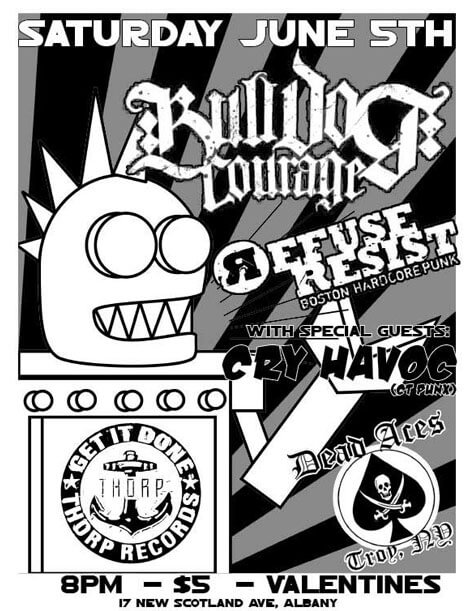 SATURDAY JUNE 5TH
Bulldog
Courage
REFUSE
RESIST
BOSTON HARDCORE PUNK
WITH SPECIAL GUESTS:
CRY HAVOC
(CT PUNX)
GET IT DONE
THORP
THORP RECORDS
Dead Aces
Troy, NY
8PM - $5 - VALENTINES
17 NEW SCOTLAND AVE, ALBANY